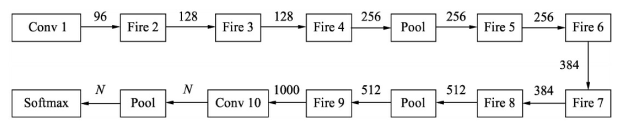 Conv 1 96 Fire 2 128 Fire 3 128 Fire 4 256 Pool 256 Fire 5 256 Fire 6
384
Softmax N Pool N Conv 10 1000 Fire 9 512 Pool 512 Fire 8 384 Fire 7